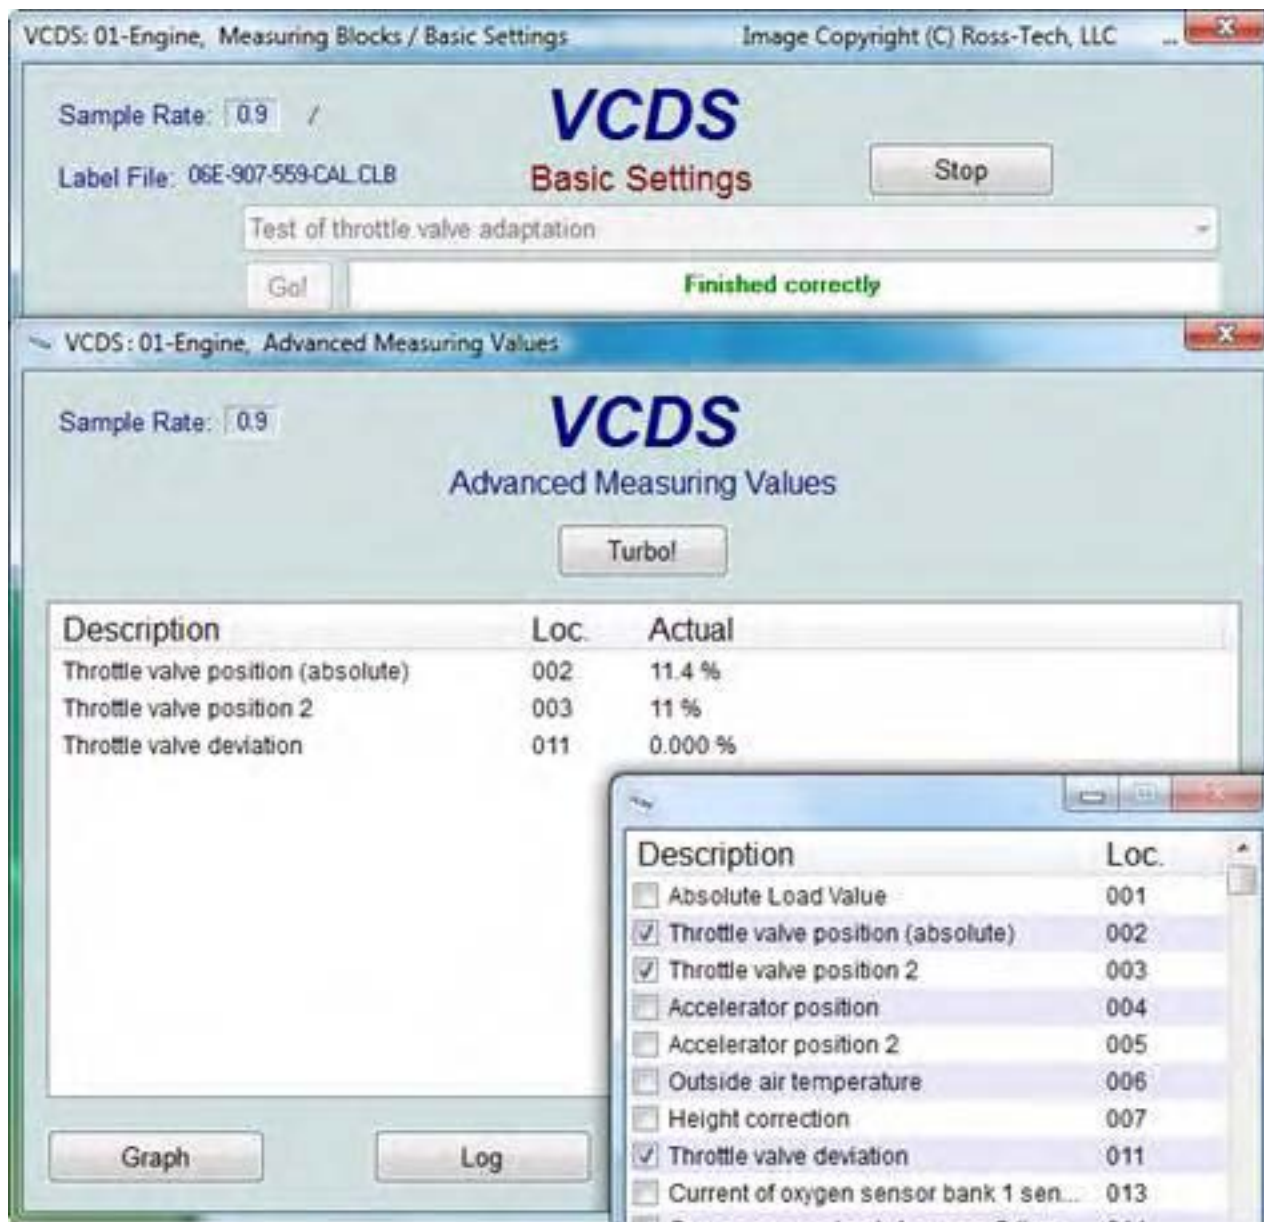 VCDS: 01-Engine, Measuring Blocks / Basic Settings Image Copyright (C) Ross-Tech, LLC ...
Sample Rate: 0.9 /
VCDS
Label File: 06E-907-559-CAL.CLB
Basic Settings
Stop
Test of throttle valve adaptation
Go!
Finished correctly
VCDS: 01-Engine, Advanced Measuring Values
Sample Rate: 0.9
VCDS
Advanced Measuring Values
Turbo!
Description Loc. Actual
Throttle valve position (absolute) 002 11.4 %
Throttle valve position 2 003 11 %
Throttle valve deviation 011 0.000 %
Description Loc.
Absolute Load Value 001
Throttle valve position (absolute) 002
Throttle valve position 2 003
Accelerator position 004
Accelerator position 2 005
Outside air temperature 006
Height correction 007
Throttle valve deviation 011
Current of oxygen sensor bank 1 sen... 013
Graph
Log